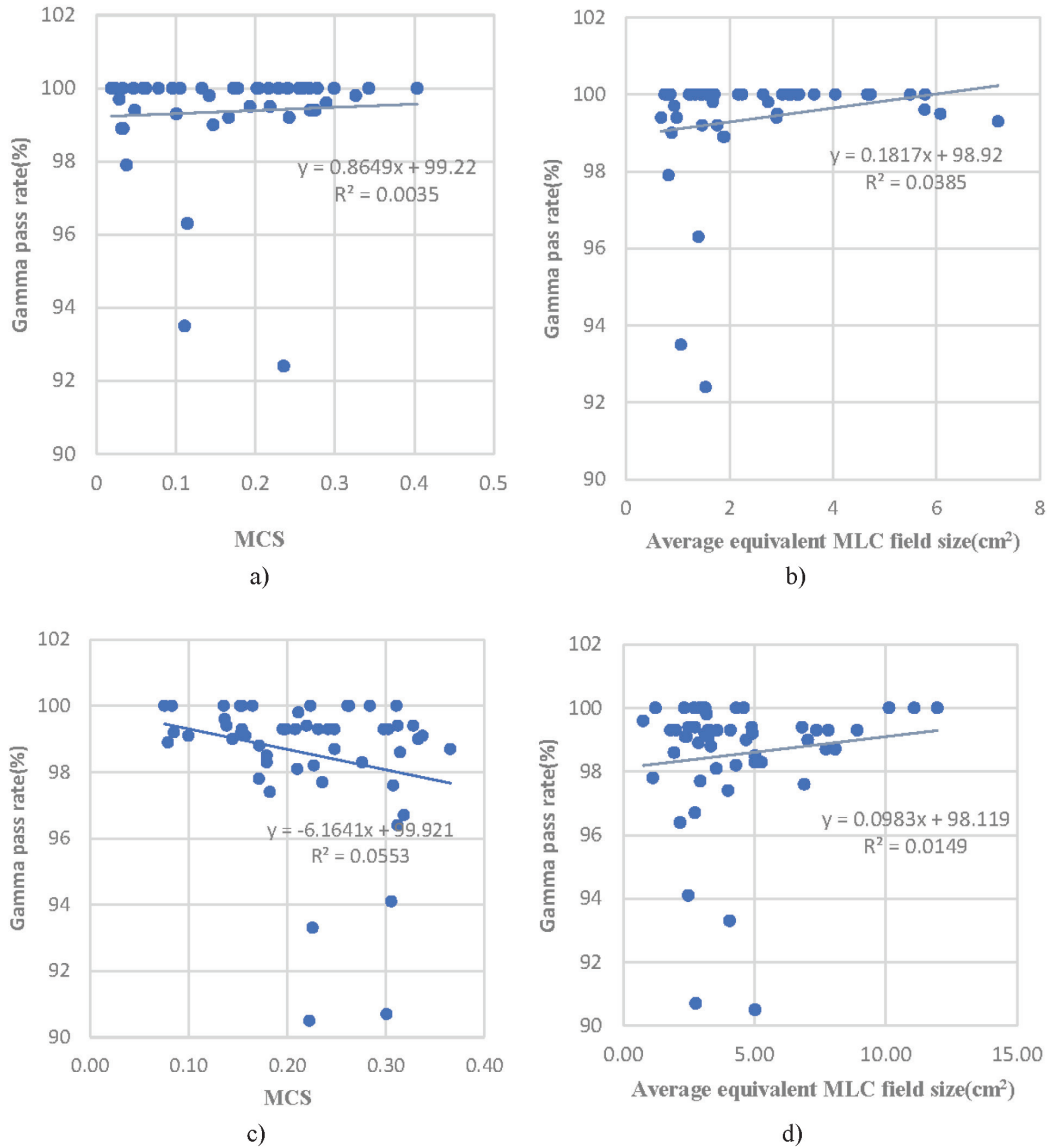 102
100
98
96
94
92
90
Gamma pass rate(%)
y = 0.8649x + 99.22
R² = 0.0035
0 0.1 0.2 0.3 0.4 0.5
MCS
a)
102
100
98
96
94
92
90
Gamma pas rate(%)
y = 0.1817x + 98.92
R² = 0.0385
0 2 4 6 8
Average equivalent MLC field size(cm²)
b)
102
100
98
96
94
92
90
Gamma pass rate(%)
y = -6.1641x + 99.921
R² = 0.0553
0.00 0.10 0.20 0.30 0.40
MCS
c)
102
100
98
96
94
92
90
Gamma pass rate(%)
y = 0.0983x + 98.119
R² = 0.0149
0.00 5.00 10.00 15.00
Average equivalent MLC field size(cm²)
d)